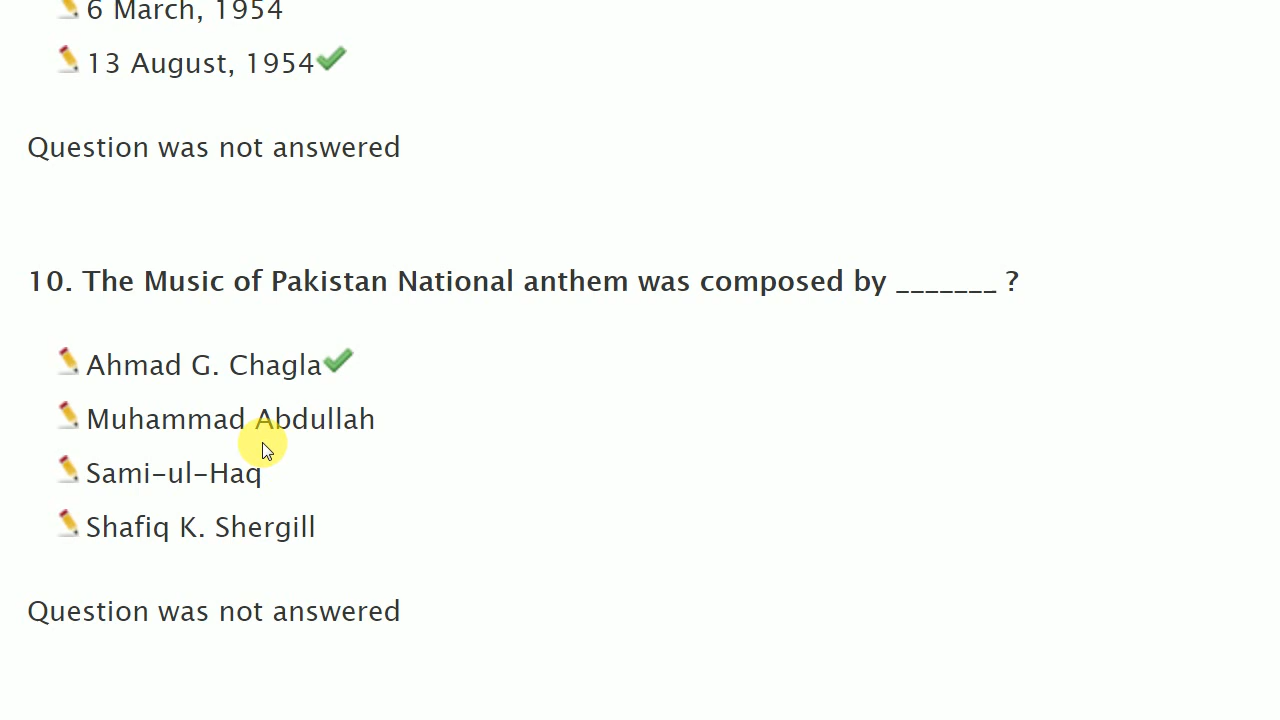 6 March, 1954
13 August, 1954
Question was not answered
10. The Music of Pakistan National anthem was composed by _______ ?
Ahmad G. Chagla
Muhammad Abdullah
Sami-ul-Haq
Shafiq K. Shergill
Question was not answered